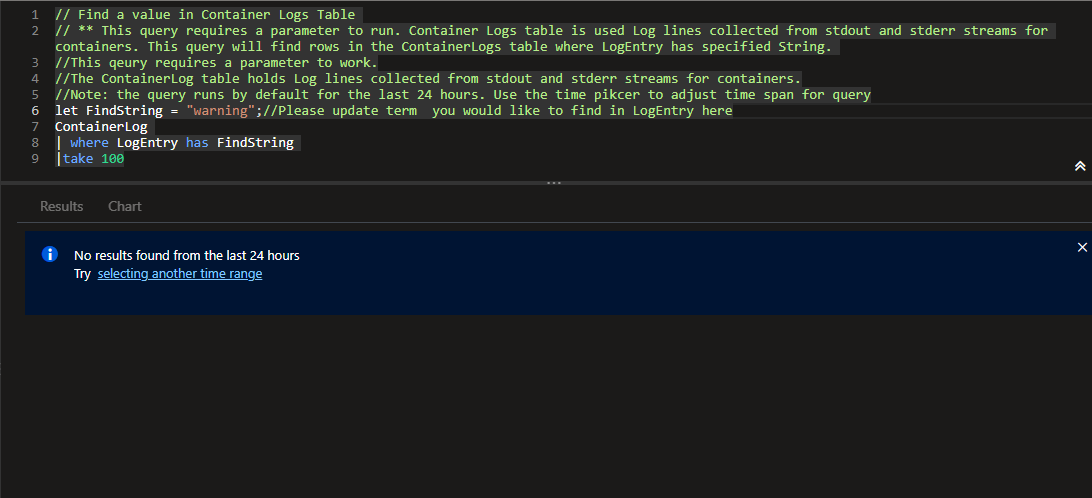 1 // Find a value in Container Logs Table
2 // ** This query requires a parameter to run. Container Logs table is used Log lines collected from stdout and stderr streams for
containers. This query will find rows in the ContainerLogs table where LogEntry has specified String.
3 //This qeury requires a parameter to work.
4 //The ContainerLog table holds Log lines collected from stdout and stderr streams for containers.
5 //Note: the query runs by default for the last 24 hours. Use the time pikcer to adjust time span for query
6 let FindString = "warning";//Please update term  you would like to find in LogEntry here
7 ContainerLog
8 | where LogEntry has FindString
9 |take 100
Results Chart
No results found from the last 24 hours
Try selecting another time range